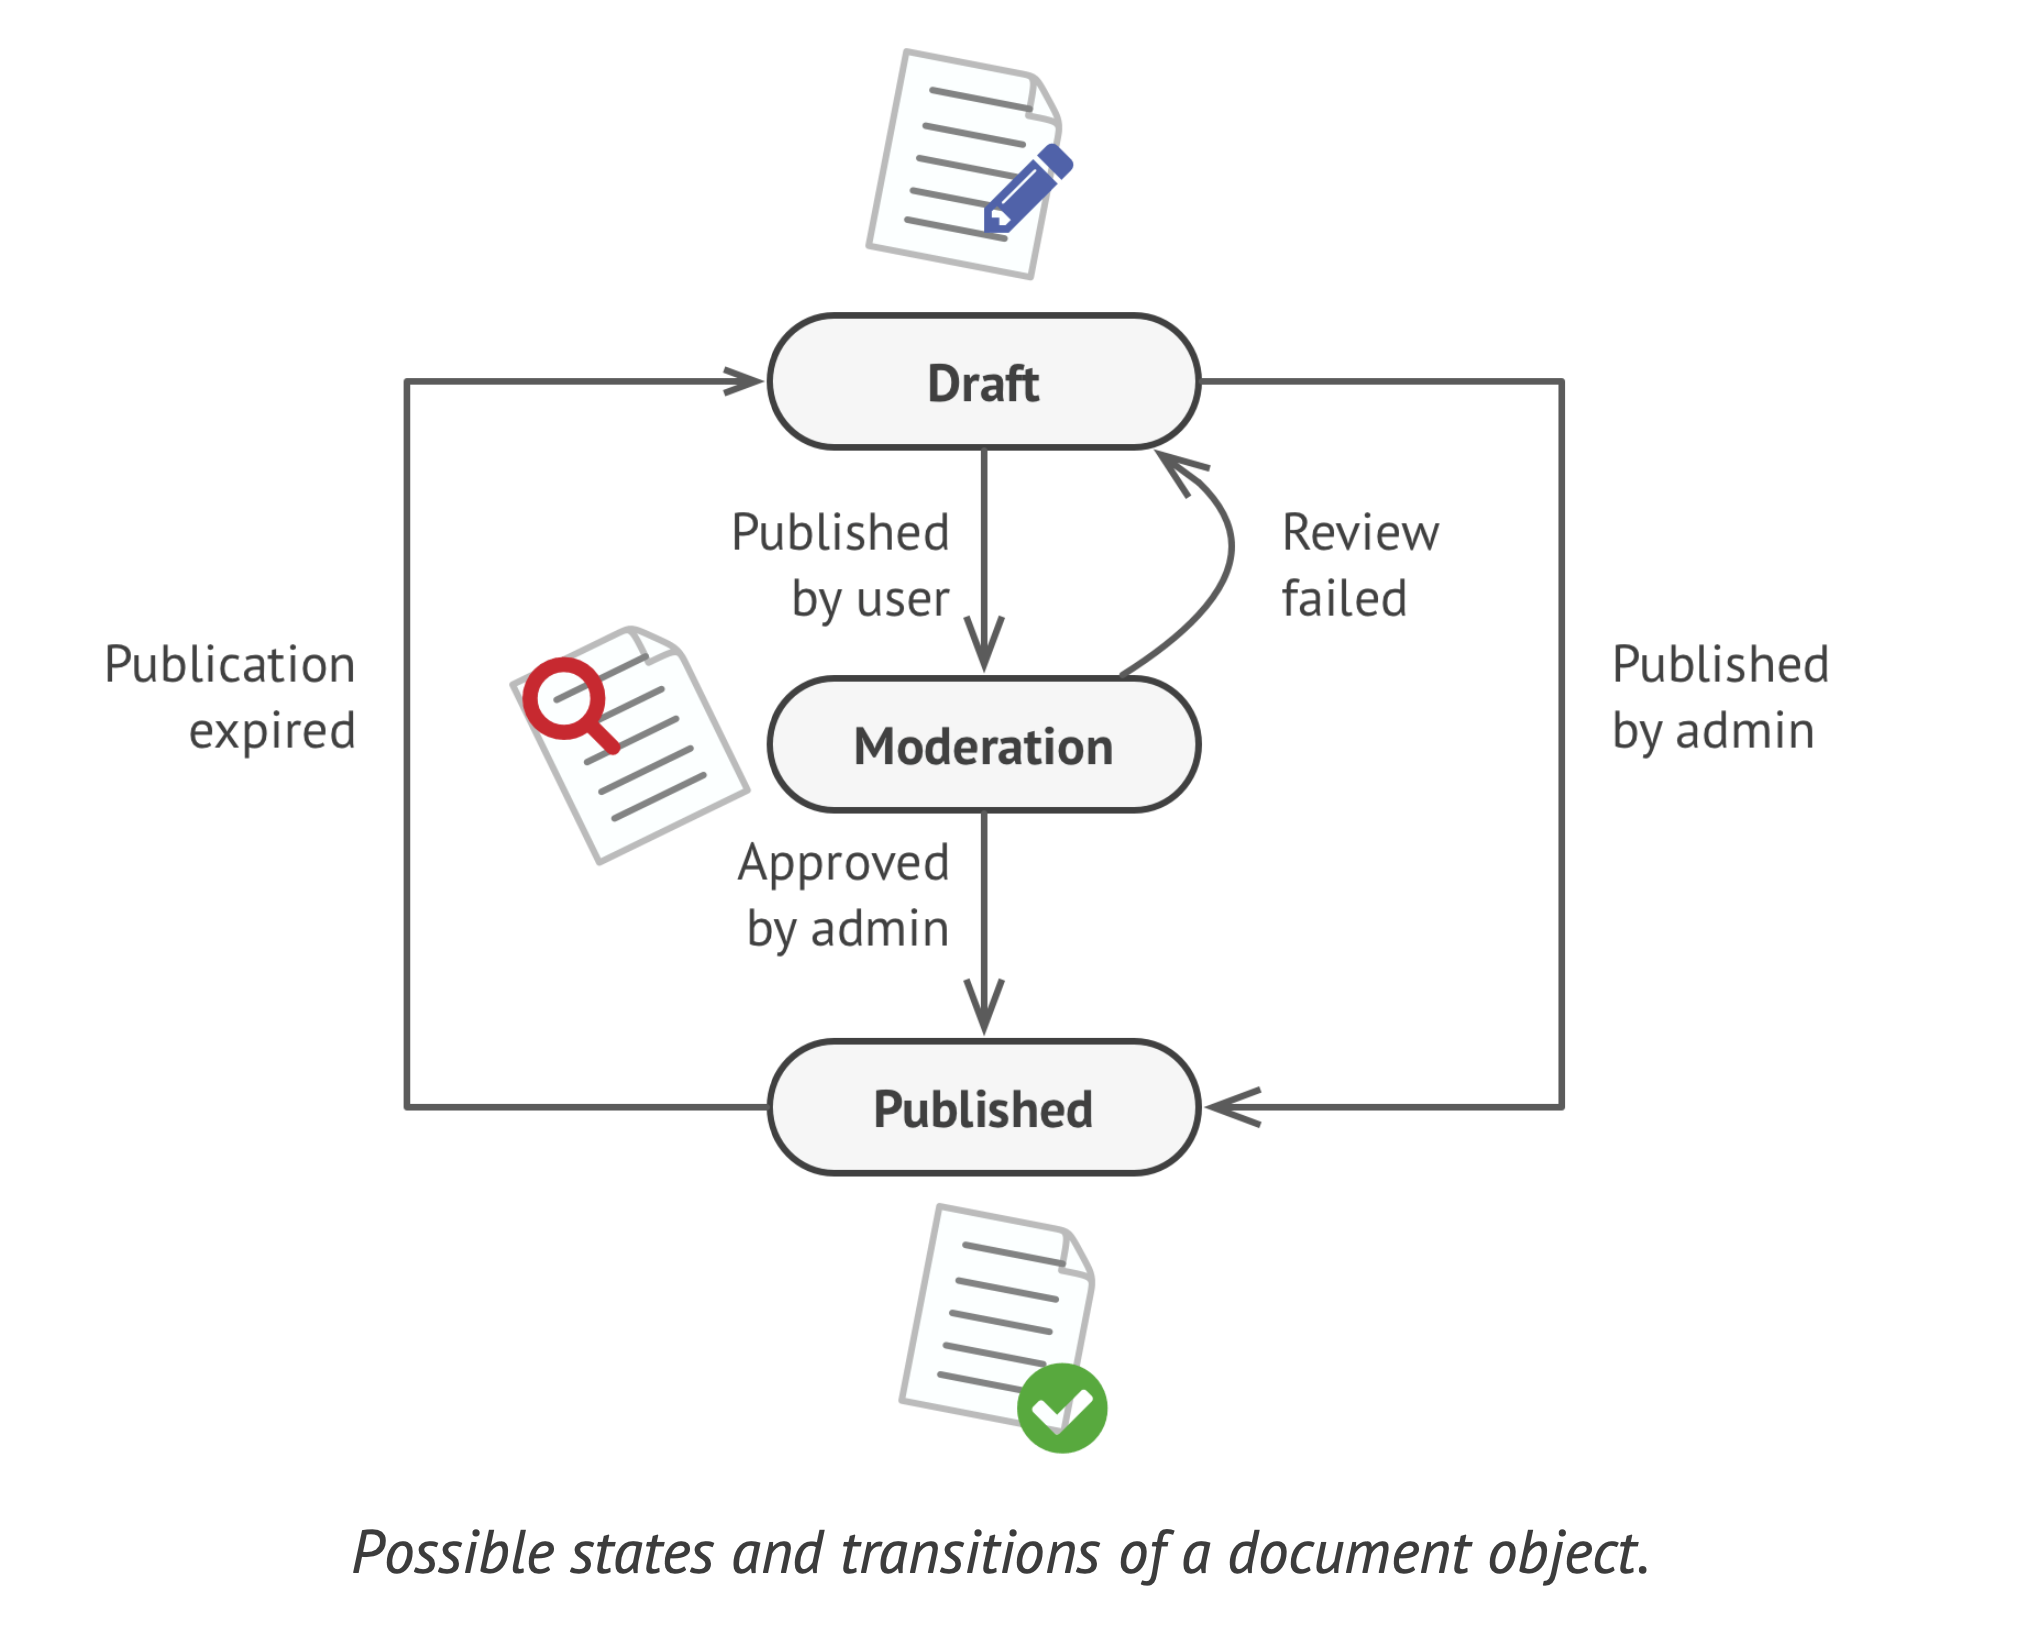 Draft
Published
by user
Review
failed
Publication
expired
Published
by admin
Moderation
Approved
by admin
Published
Possible states and transitions of a document object.